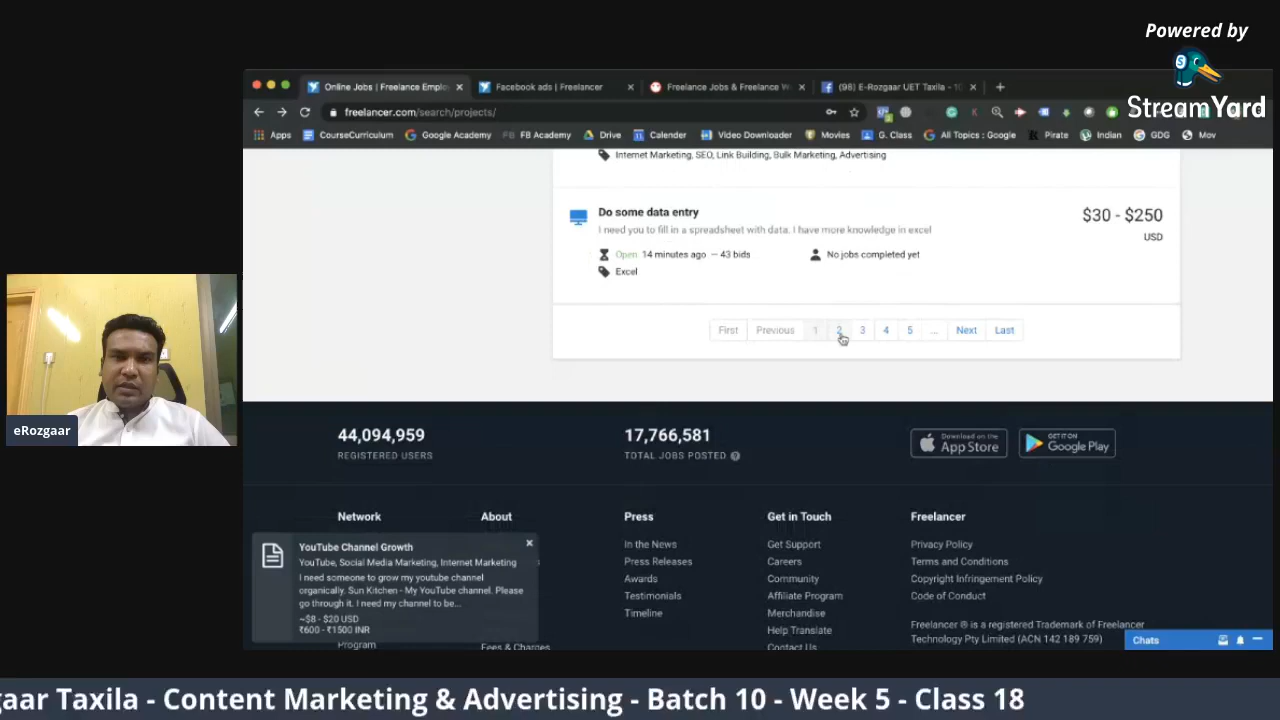 Powered by
StreamYard
Online Jobs | Freelance Emplo
Facebook ads | Freelancer
Freelance Jobs & Freelance W
(98) E-Rozgaar UET Taxila - 10
freelancer.com/search/projects/
Apps
CourseCurriculum
Google Academy
FB Academy
Drive
Calender
Video Downloader
Movies
G. Class
All Topics : Google
Pirate
Indian
GDG
Mov
Internet Marketing, SEO, Link Building, Bulk Marketing, Advertising
Do some data entry
$30 - $250
I need you to fill in a spreadsheet with data. I have more knowledge in excel
USD
Open 14 minutes ago – 43 bids
No jobs completed yet
Excel
First Previous 1 2 3 4 5 ... Next Last
eRozgaar
44,094,959
17,766,581
REGISTERED USERS
TOTAL JOBS POSTED
Download on the
App Store
GET IT ON
Google Play
Network
About
Press
Get in Touch
Freelancer
In the News
Get Support
Privacy Policy
Press Releases
Careers
Terms and Conditions
Awards
Community
Copyright Infringement Policy
Testimonials
Affiliate Program
Code of Conduct
Timeline
Merchandise
Help Translate
Contact Us
Freelancer ® is a registered Trademark of Freelancer
Technology Pty Limited (ACN 142 189 759)
YouTube Channel Growth
YouTube, Social Media Marketing, Internet Marketing
I need someone to grow my youtube channel
organically. Sun Kitchen - My YouTube channel. Please
go through it. I need my channel to be...
~$8 - $20 USD
₹600 - ₹1500 INR
Program
Fees & Charges
Chats
gaar Taxila - Content Marketing & Advertising - Batch 10 - Week 5 - Class 18